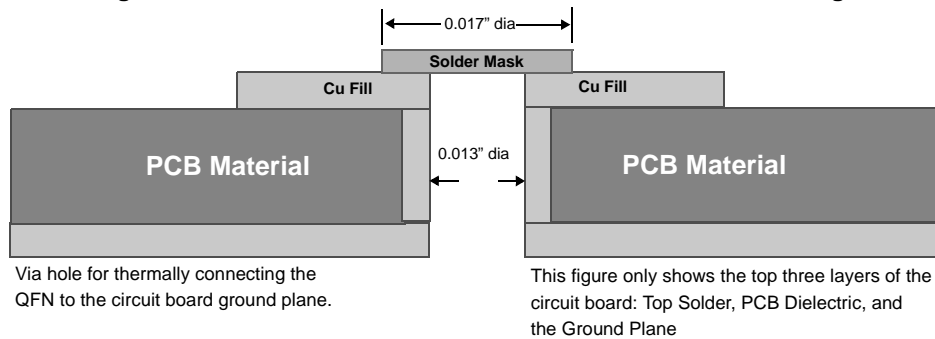 0.017” dia
Solder Mask
Cu Fill
Cu Fill
PCB Material
0.013” dia
PCB Material
Via hole for thermally connecting the
QFN to the circuit board ground plane.
This figure only shows the top three layers of the
circuit board: Top Solder, PCB Dielectric, and
the Ground Plane